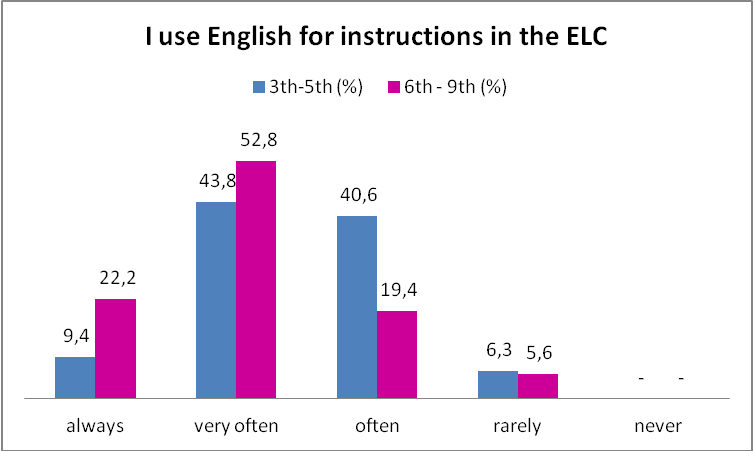 I use English for instructions in the ELC
3th-5th (%) 6th - 9th (%)
52,8
43,8
40,6
22,2
19,4
9,4
6,3 5,6
- -
always very often often rarely never